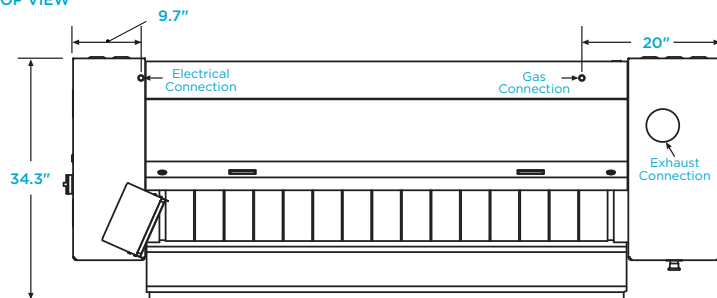 OP VIEW
9.7"
20"
Electrical
Connection
Gas
Connection
Exhaust
Connection
34.3"